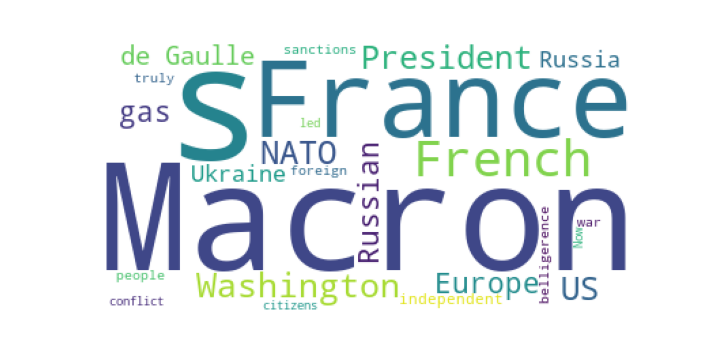 de Gaulle
sanctions
President
Russia
truly
s
France
gas
led
NATO
French
Ukraine
foreign
Russian
Macron
belligerence
Now
war
people
Washington
Europe
US
conflict
citizens
independent